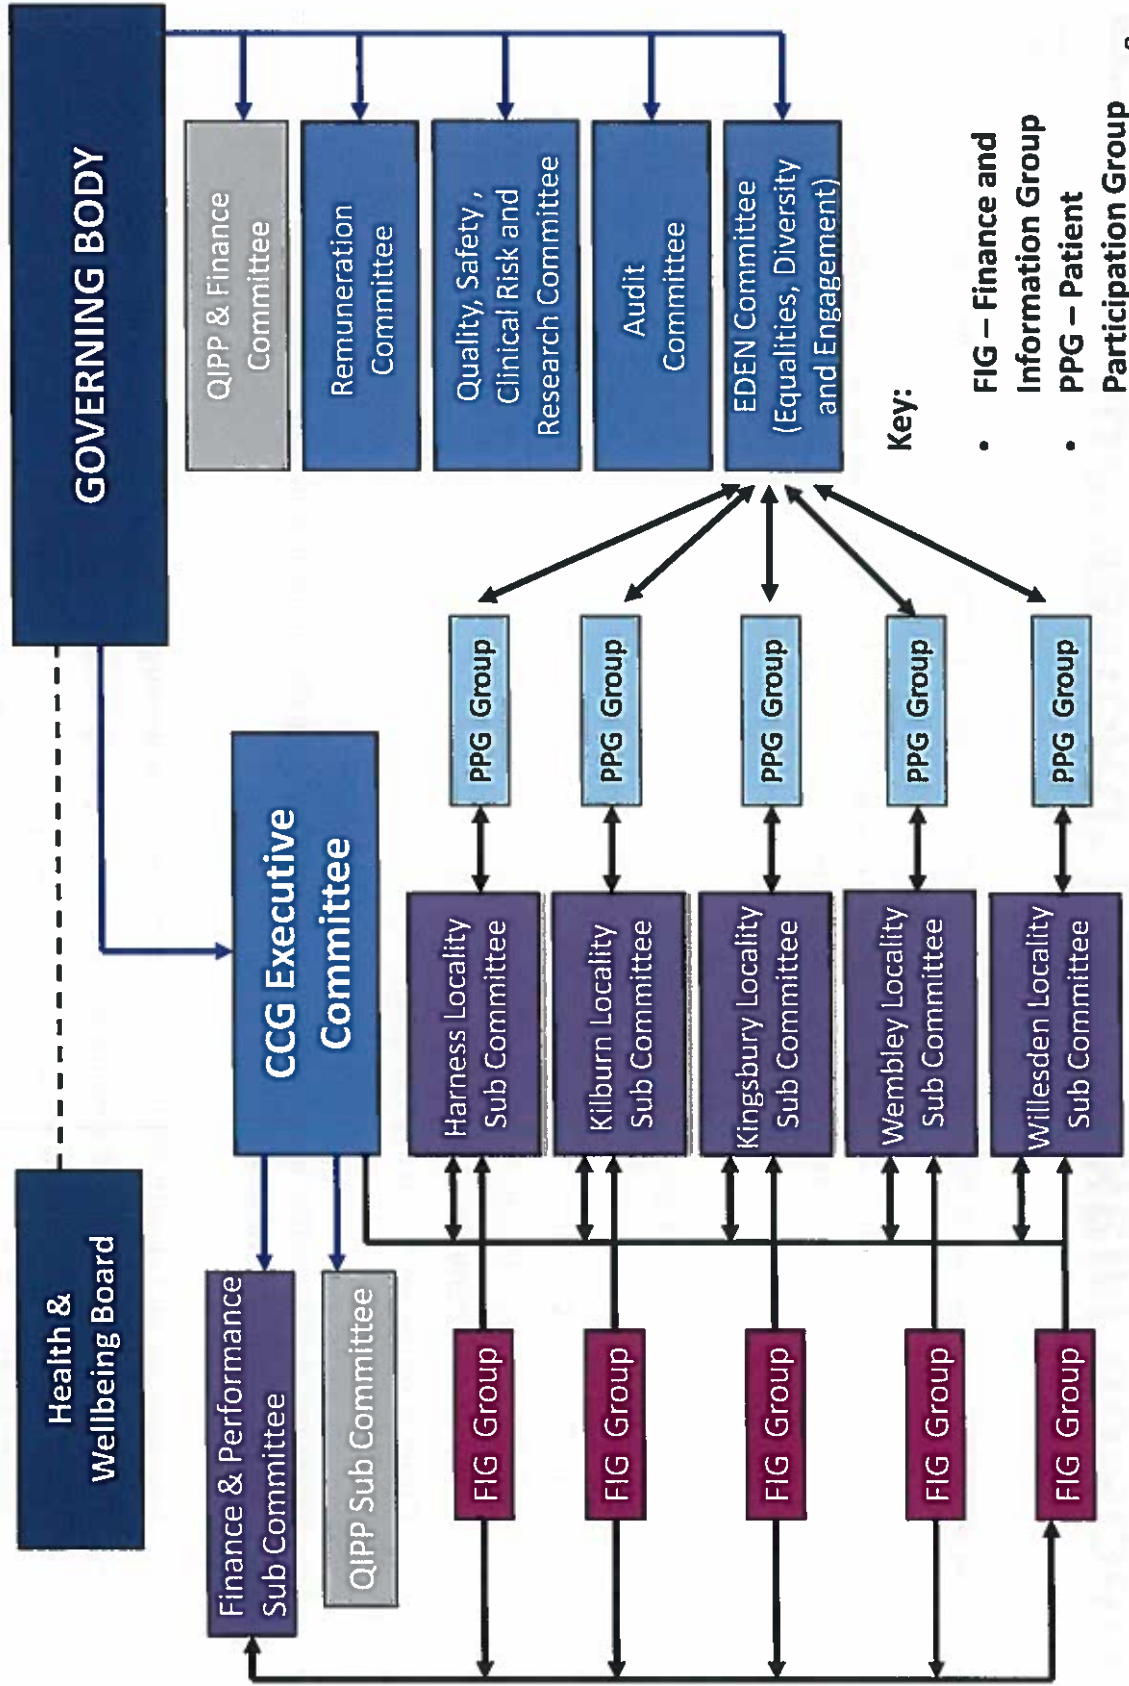 Health &
Wellbeing Board
GOVERNING BODY
Finance & Performance
Sub Committee
QIPP Sub Committee
CCG Executive
Committee
QIPP & Finance
Committee
Remuneration
Committee
Quality, Safety ,
Clinical Risk and
Research Committee
Audit
Committee
EDEN Committee
(Equalities, Diversity
and Engagement)
FIG Group
Harness Locality
Sub Committee
PPG Group
FIG Group
Kilburn Locality
Sub Committee
PPG Group
FIG Group
Kingsbury Locality
Sub Committee
PPG Group
FIG Group
Wembley Locality
Sub Committee
PPG Group
FIG Group
Willesden Locality
Sub Committee
PPG Group
Key:
• FIG – Finance and
Information Group
• PPG – Patient
Participation Group